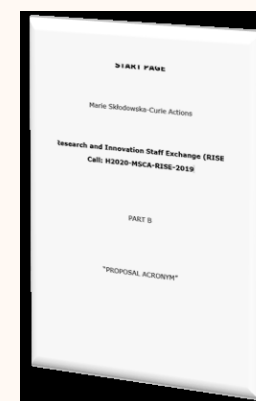 START PAGE
Marie Skłodowska-Curie Actions
Research and Innovation Staff Exchange (RISE
Call: H2020-MSCA-RISE-2019
PART B
"PROPOSAL ACRONYM"